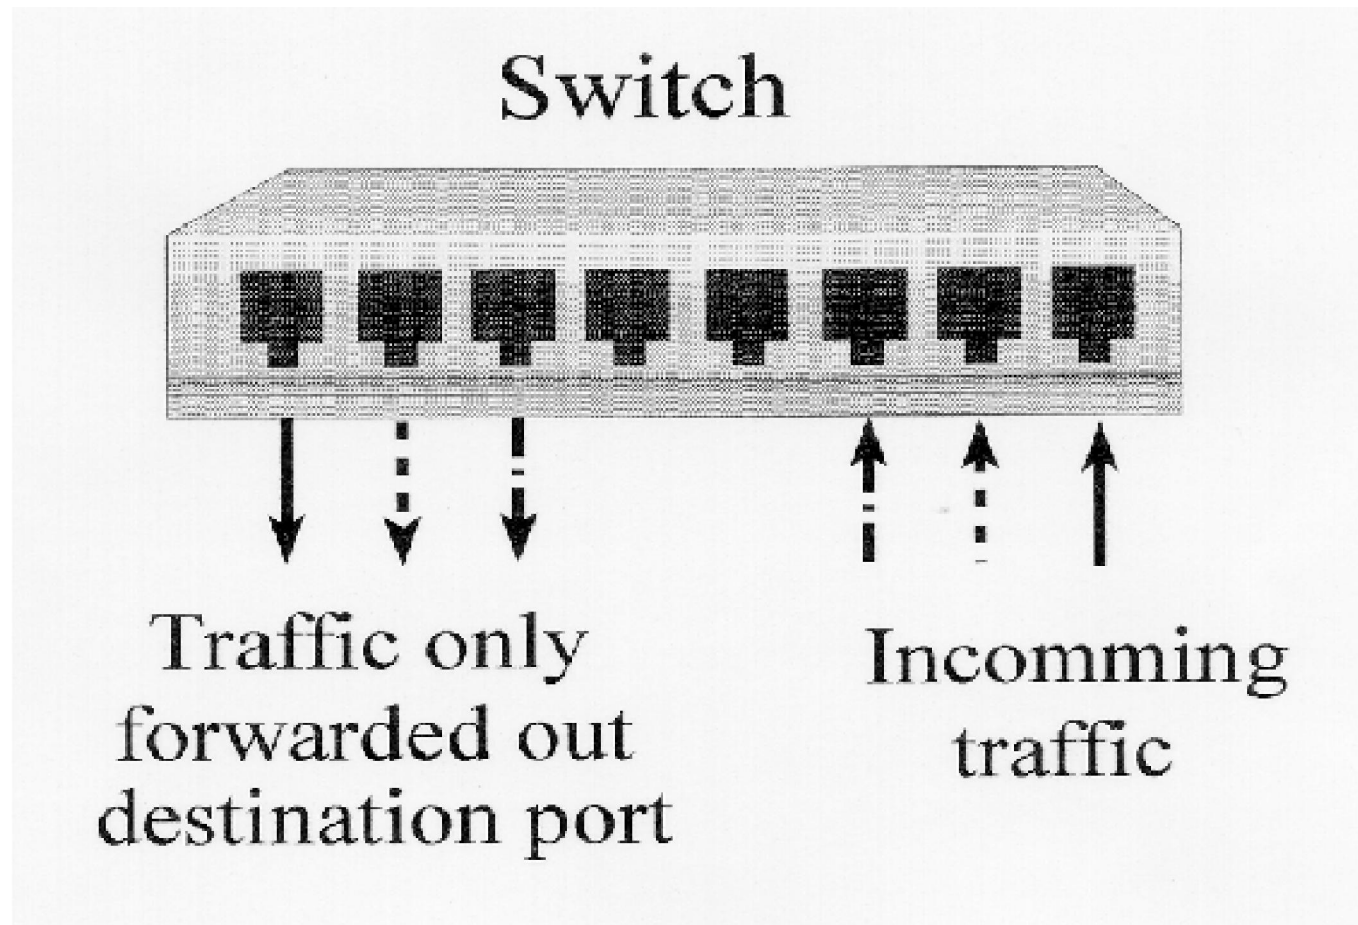 Switch
Traffic only
forwarded out
destination port
Incomming
traffic